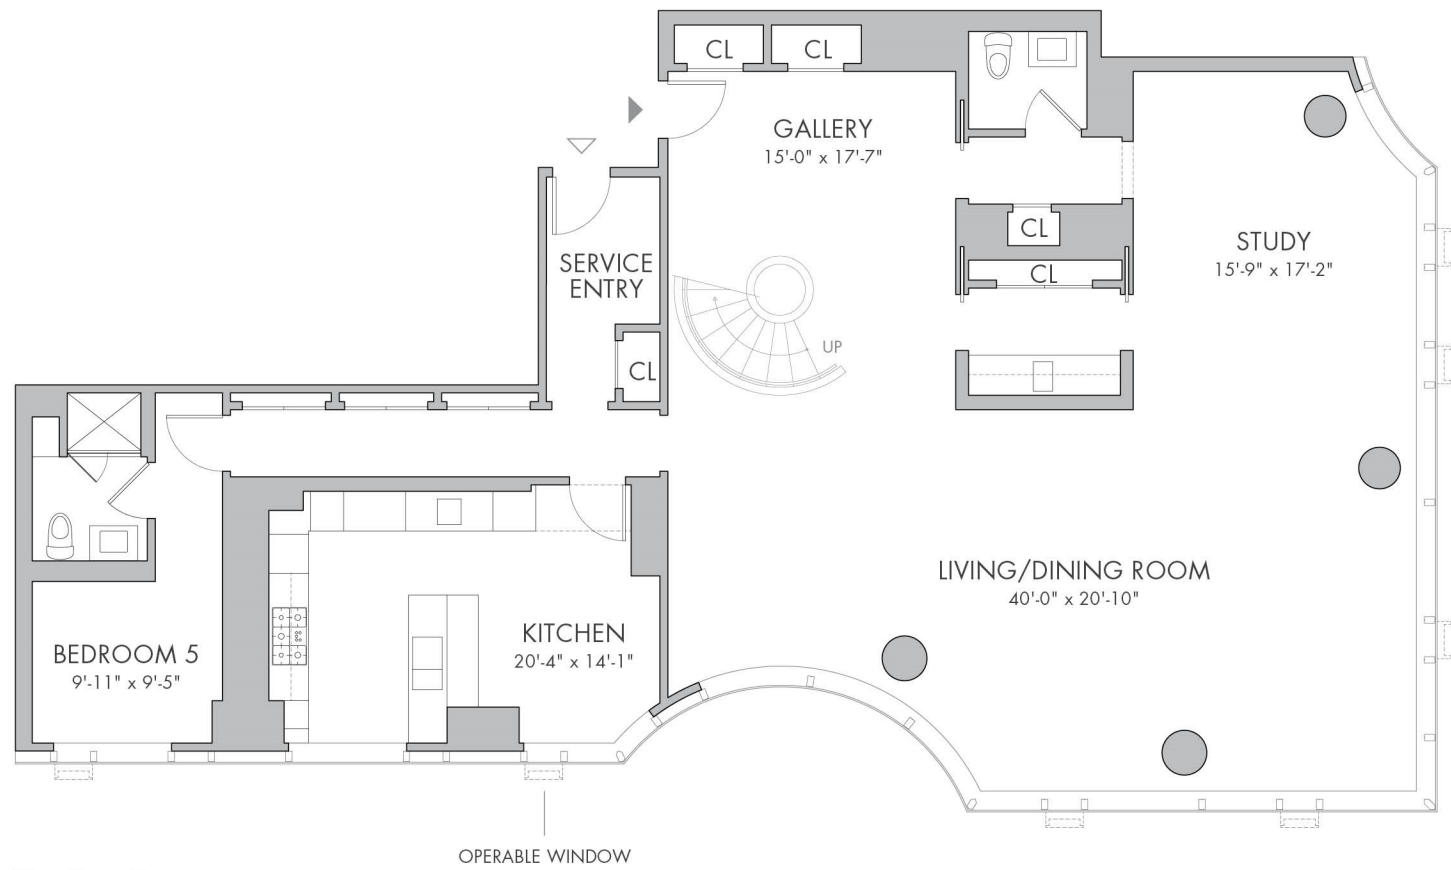 CL
CL
GALLERY
15'-0" x 17'-7"
CL
STUDY
15'-9" x 17'-2"
SERVICE
ENTRY
CL
UP
CL
LIVING/DINING ROOM
40'-0" x 20'-10"
KITCHEN
20'-4" x 14'-1"
BEDROOM 5
9'-11" x 9'-5"
OPERABLE WINDOW